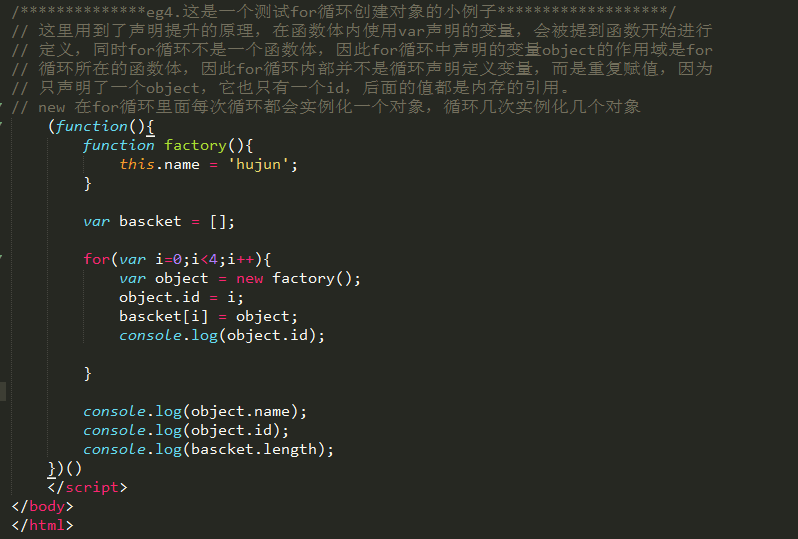 /**************eg4.这是一个测试for循环创建对象的小例子*******************/
// 这里用到了声明提升的原理，在函数体内使用var声明的变量，会被提到函数开始进行
// 定义，同时for循环不是一个函数体，因此for循环中声明的变量object的作用域是for
// 循环所在的函数体，因此for循环内部并不是循环声明定义变量，而是重复赋值，因为
// 只声明了一个object，它也只有一个id，后面的值都是内存的引用。
// new 在for循环里面每次循环都会实例化一个对象，循环几次实例化几个对象
(function(){
function factory(){
this.name = 'hujun';
}
var bascket = [];
for(var i=0;i<4;i++){
var object = new factory();
object.id = i;
bascket[i] = object;
console.log(object.id);
}
console.log(object.name);
console.log(object.id);
console.log(bascket.length);
})()
</script>
</body>
</html>